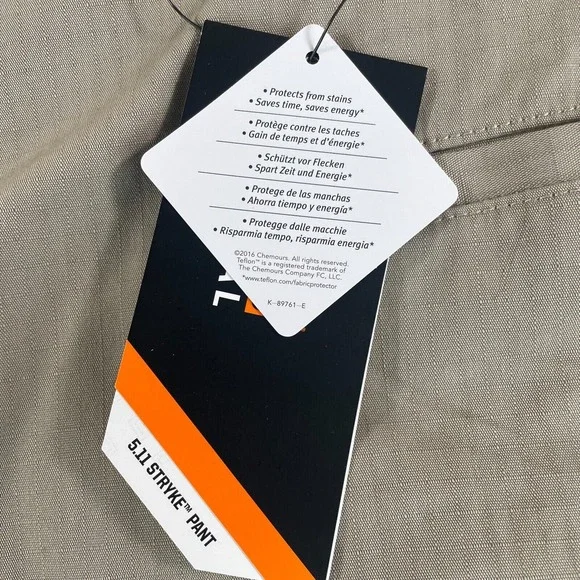 • Protects from stains
• Saves time, saves energy*
• Protège contre les taches
• Gain de temps et d'énergie*
• Schützt vor Flecken
• Spart Zeit und Energie*
• Protege de las manchas
• Ahorra tiempo y energía*
• Protegge dalle macchie
• Risparmia tempo, risparmia energia*
©2016 Chemours. All rights reserved.
Teflon™ is a registered trademark of
The Chemours Company FC, LLC.
*www.teflon.com/fabricprotector
K--89761--E
5.11 STRYKE™ PANT